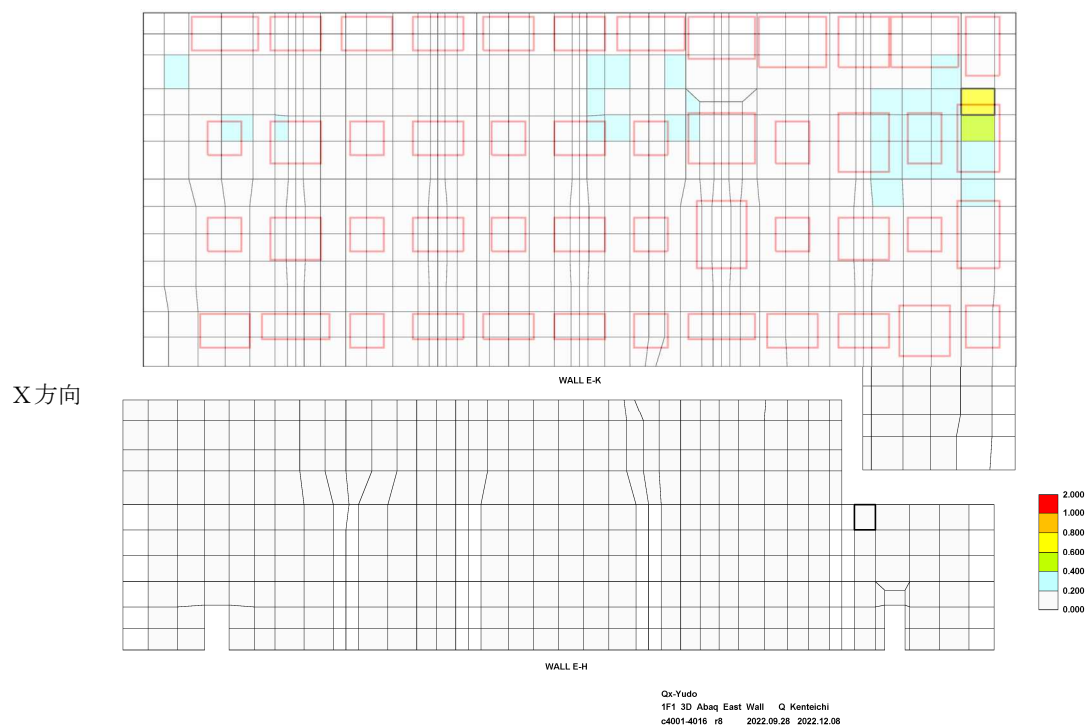 WALL E-K
X方向
2.000
1.000
0.800
0.600
0.400
0.200
0.000
WALL E-H
Qx-Yudo
1F1 3D Abaq East Wall Q Kenteichi
c4001-4016 r8 2022.09.28 2022.12.08